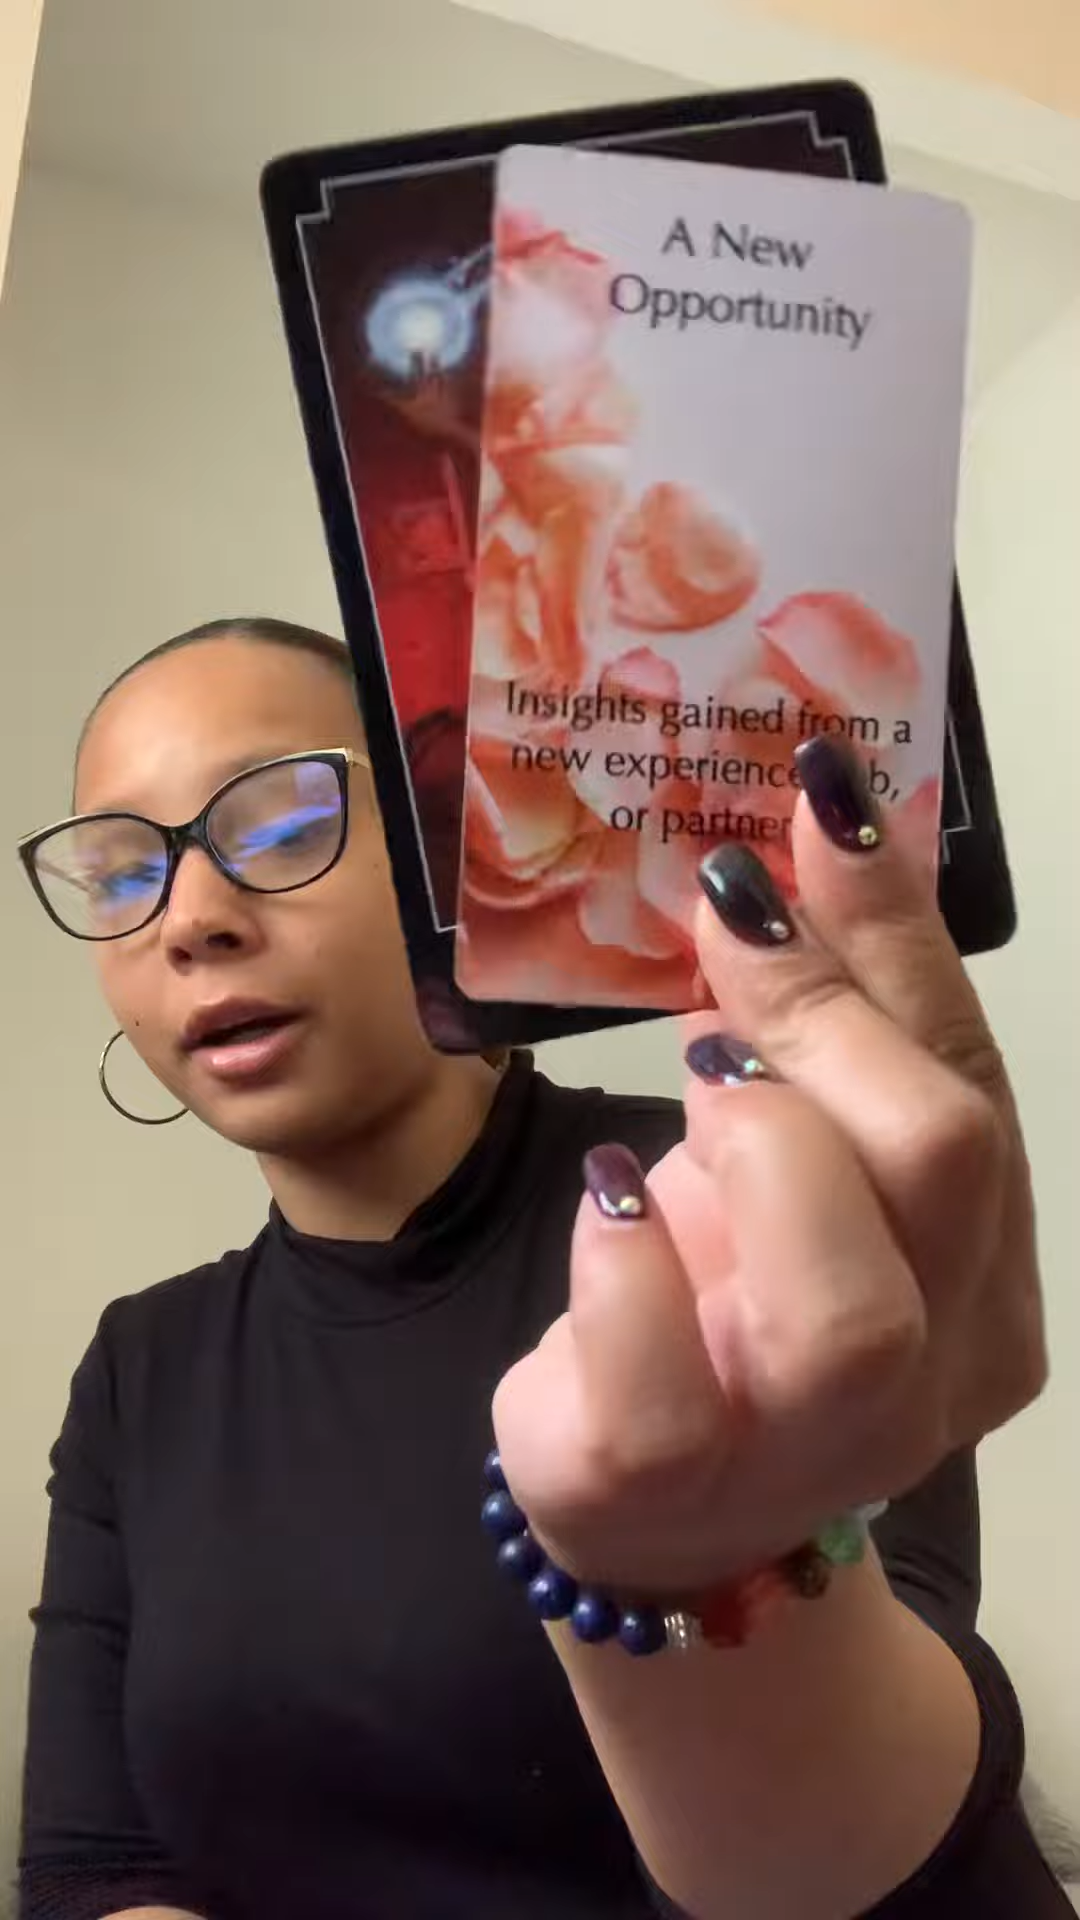 A New
Opportunity
Insights gained from a
new experience
or partner